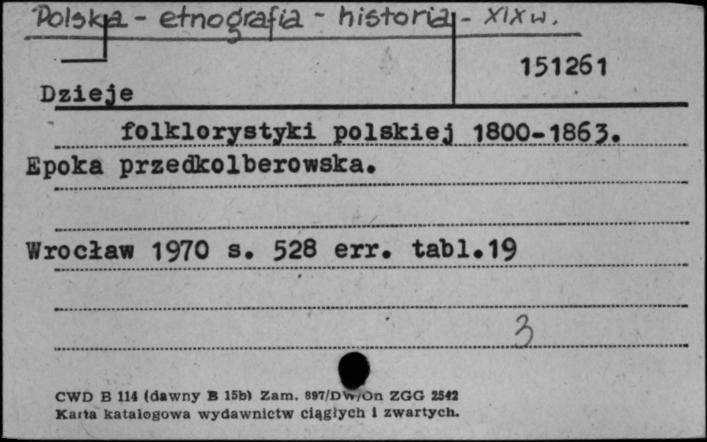 Polska - etnografia - historia - XIX w.
151261
Dzieje
folklorystyki polskiej 1800-1863.
Epoka przedkolberowska.
Wrocław 1970 s. 528 err. tabl.19
3
CWD B 114 (dawny B 15b) Zam. 897/DW/On ZGG 2542
Karta katalogowa wydawnictw ciągłych i zwartych.